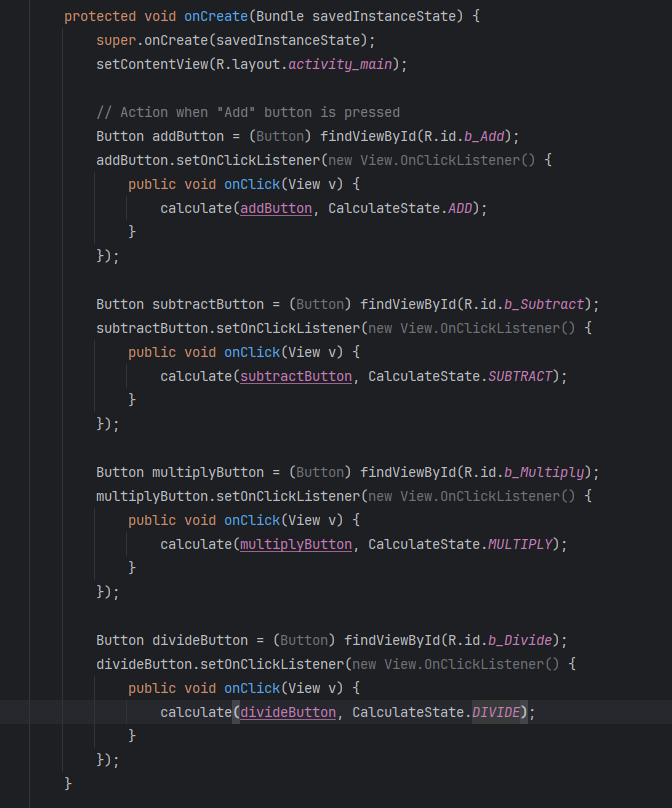 protected void onCreate(Bundle savedInstanceState) {
super.onCreate(savedInstanceState);
setContentView(R.layout.activity_main);
// Action when "Add" button is pressed
Button addButton = (Button) findViewById(R.id.b_Add);
addButton.setOnClickListener(new View.OnClickListener() {
public void onClick(View v) {
calculate(addButton, CalculateState.ADD);
}
});
Button subtractButton = (Button) findViewById(R.id.b_Subtract);
subtractButton.setOnClickListener(new View.OnClickListener() {
public void onClick(View v) {
calculate(subtractButton, CalculateState.SUBTRACT);
}
});
Button multiplyButton = (Button) findViewById(R.id.b_Multiply);
multiplyButton.setOnClickListener(new View.OnClickListener() {
public void onClick(View v) {
calculate(multiplyButton, CalculateState.MULTIPLY);
}
});
Button divideButton = (Button) findViewById(R.id.b_Divide);
divideButton.setOnClickListener(new View.OnClickListener() {
public void onClick(View v) {
calculate(divideButton, CalculateState.DIVIDE);
}
});
}